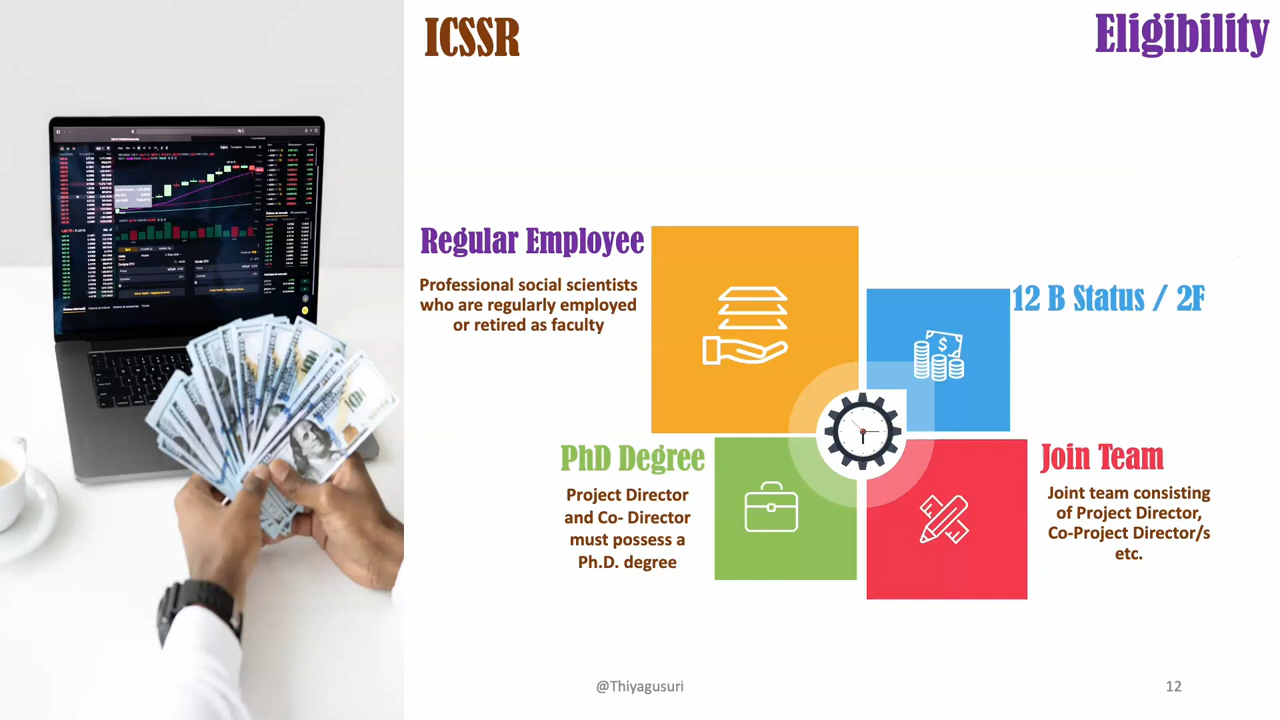 ICSSR
Eligibility
Regular Employee
Professional social scientists
who are regularly employed
or retired as faculty
12 B Status / 2F
PhD Degree
Project Director
and Co- Director
must possess a
Ph.D. degree
Join Team
Joint team consisting
of Project Director,
Co-Project Director/s
etc.
@Thiyagusuri
12